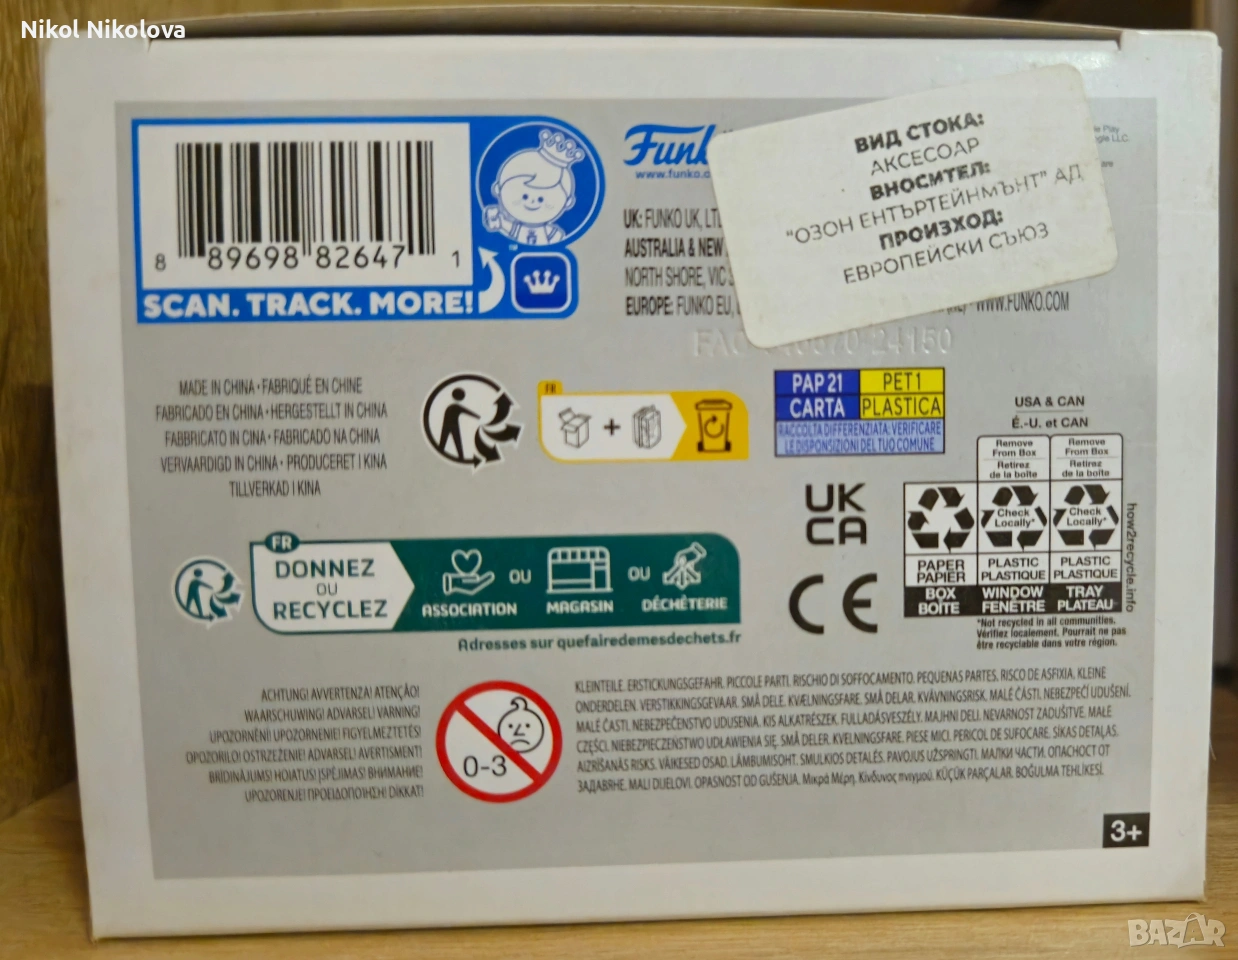 Nikol Nikolova
8 89698 82647 1
SCAN. TRACK. MORE!
Funk
www.funko.c
UK: FUNKO UK, LT
AUSTRALIA & NEW
NORTH SHORE, VIC
EUROPE: FUNKO EU,
WWW.FUNKO.COM
ВИД СТОКА:
АКСЕСОАР
ВНОСИТЕЛ:
"ОЗОН ЕНТЪРТЕЙНМЪНТ" АД
ПРОИЗХОД:
ЕВРОПЕЙСКИ СЪЮЗ
MADE IN CHINA • FABRIQUÉ EN CHINE
FABRICADO EN CHINA • HERGESTELLT IN CHINA
FABBRICATO IN CINA • FABRICADO NA CHINA
VERVAARDIGD IN CHINA • PRODUCERET I KINA
TILLVERKAD I KINA
FR
PAP 21
CARTA
PET 1
PLASTICA
RACCOLTA DIFFERENZIATA: VERIFICARE
LE DISPONSIZIONI DEL TUO COMUNE
UK
CA
CE
USA & CAN
É.-U. et CAN
Remove
From Box
Retirez
de la boîte
Remove
From Box
Retirez
de la boîte
Check
Locally*
Check
Locally*
PAPER
PAPIER
PLASTIC
PLASTIQUE
PLASTIC
PLASTIQUE
BOX
BOÎTE
WINDOW
FENÊTRE
TRAY
PLATEAU
how2recycle.info
*Not recycled in all communities.
Vérifiez localement. Pourrait ne pas
être recyclable dans votre région.
FR
DONNEZ
OU
RECYCLEZ
ASSOCIATION
OU
MAGASIN
OU
DÉCHÈTERIE
Adresses sur quefairedemesdechets.fr
ACHTUNG! AVVERTENZA! ATENÇÃO!
WAARSCHUWING! ADVARSEL! VARNING!
UPOZORNĚNÍ! UPOZORNENIE! FIGYELMEZTETÉS!
OPOZORILO! OSTRZEŻENIE! ADVARSEL! AVERTISMENT!
BRĪDINĀJUMS! HOIATUS! ĮSPĖJIMAS! ВНИМАНИЕ!
UPOZORENJE! ΠΡΟΕΙΔΟΠΟΙΗΣΗ! DİKKAT!
0-3
KLEINTEILE. ERSTICKUNGSGEFAHR. PICCOLE PARTI. RISCHIO DI SOFFOCAMENTO. PEQUENAS PARTES. RISCO DE ASFIXIA. KLEINE
ONDERDELEN. VERSTIKKINGSGEVAAR. SMÅ DELE. KVÆLNINGSFARE. SMÅ DELAR. KVÄVNINGSRISK. MALÉ ČÁSTI. NEBEZPEČÍ UDUŠENÍ.
MALÉ ČASTI. NEBEZPEČENSTVO UDUSENIA. KIS ALKATRÉSZEK. FULLADÁSVESZÉLY. MAJHNI DELI. NEVARNOST ZADUŠITVE. MAŁE
CZĘŚCI. NIEBEZPIECZEŃSTWO UDŁAWIENIA SIĘ. SMÅ DELER. KVELNINGSFARE. PIESE MICI. PERICOL DE SUFOCARE. SĪKAS DETAĻAS.
AIZRĪŠANĀS RISKS. VÄIKESED OSAD. LÄMBUMISOHT. SMULKIOS DETALĖS. PAVOJUS UŽSPRINGTI. МАЛКИ ЧАСТИ. ОПАСНОСТ ОТ
ЗАДАВЯНЕ. MALI DIJELOVI. OPASNOST OD GUŠENJA. Μικρά Μέρη. Κίνδυνος πνιγμού. KÜÇÜK PARÇALAR. BOĞULMA TEHLİKESİ.
3+
BAZAR